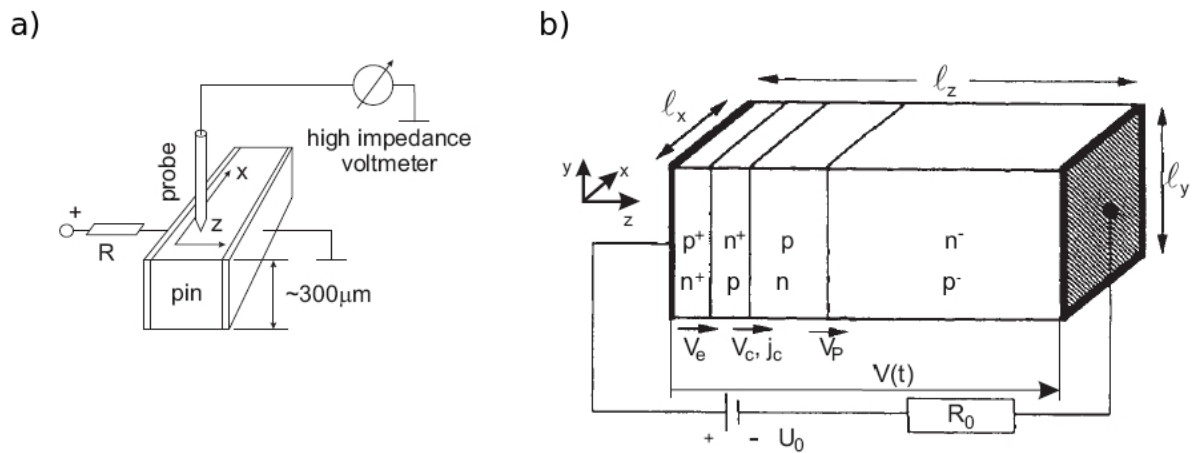 a)
high impedance
voltmeter
probe
x
z
+
R
pin
~300μm
b)
ℓz
ℓx
ℓy
y
x
z
p⁺ n⁺ p n⁻
n⁺ p n p⁻
Ve Vc, jc Vp
V(t)
+ - U₀
R₀